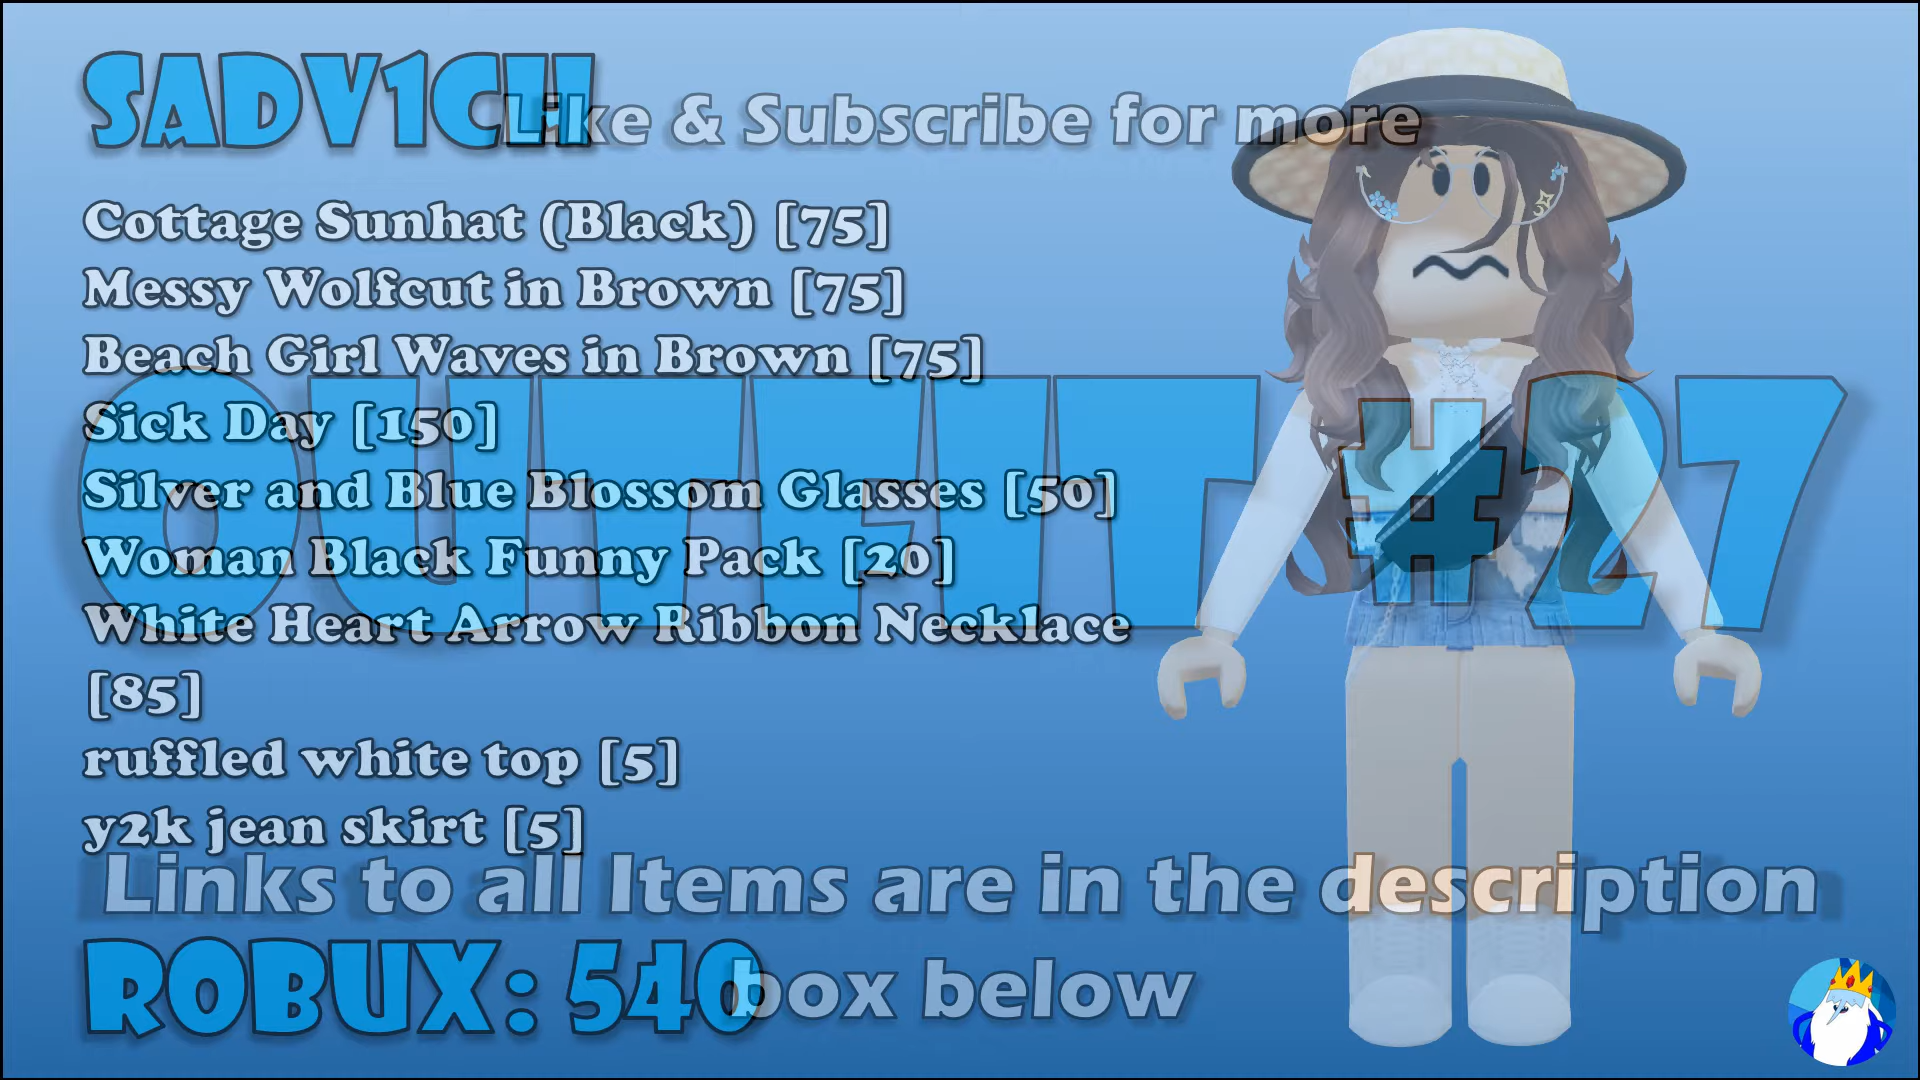 SADV1CH
Like & Subscribe for more
Cottage Sunhat (Black) [75]
Messy Wolfcut in Brown [75]
Beach Girl Waves in Brown [75]
Sick Day [150]
Silver and Blue Blossom Glasses [50]
Woman Black Funny Pack [20]
White Heart Arrow Ribbon Necklace
[85]
OUTFIT #27
ruffled white top [5]
y2k jean skirt [5]
Links to all Items are in the description
box below
ROBUX: 540